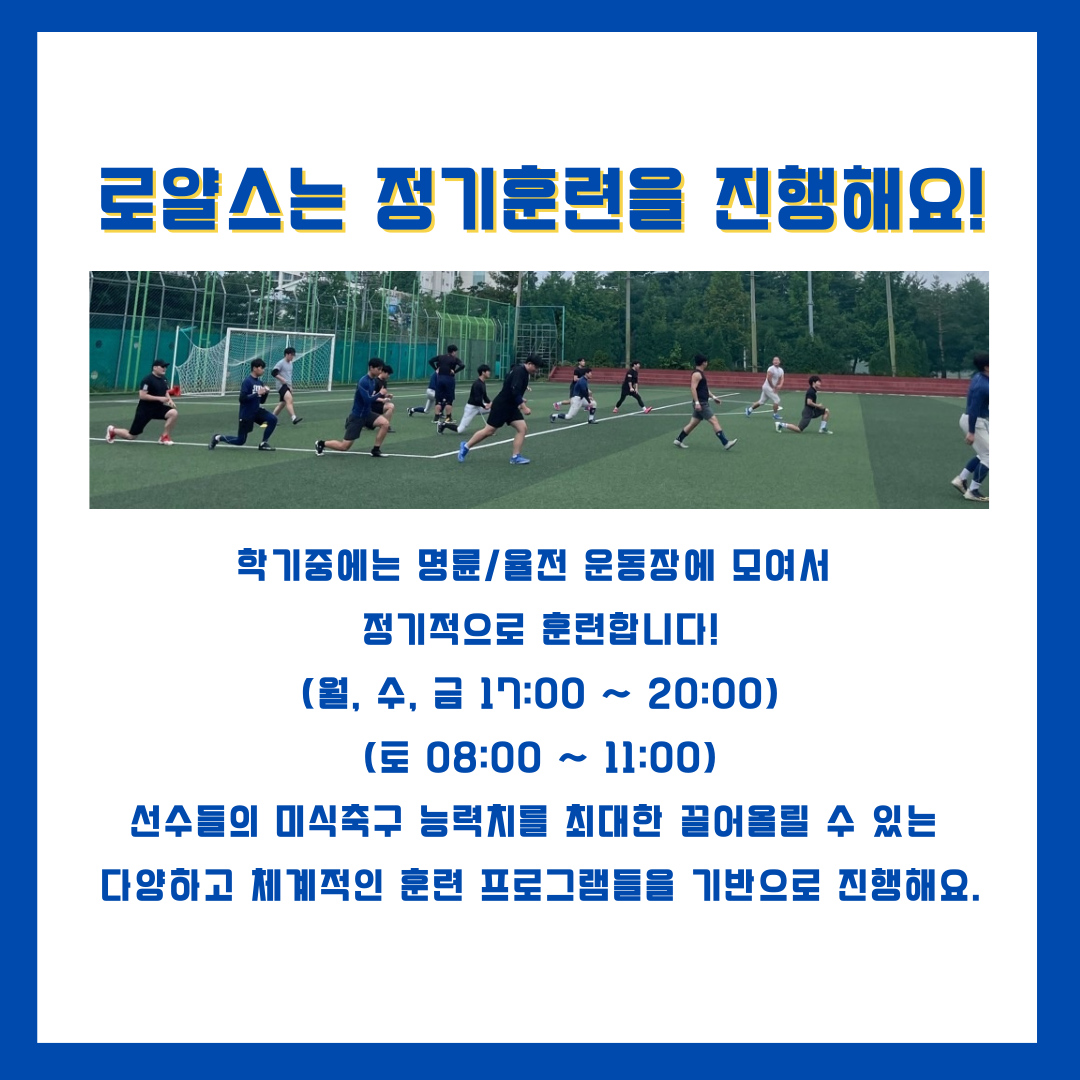 로얄스는 정기훈련을 진행해요!
학기중에는 명륜/율전 운동장에 모여서
정기적으로 훈련합니다!
(월, 수, 금 17:00 ~ 20:00)
(토 08:00 ~ 11:00)
선수들의 미식축구 능력치를 최대한 끌어올릴 수 있는
다양하고 체계적인 훈련 프로그램들을 기반으로 진행해요.